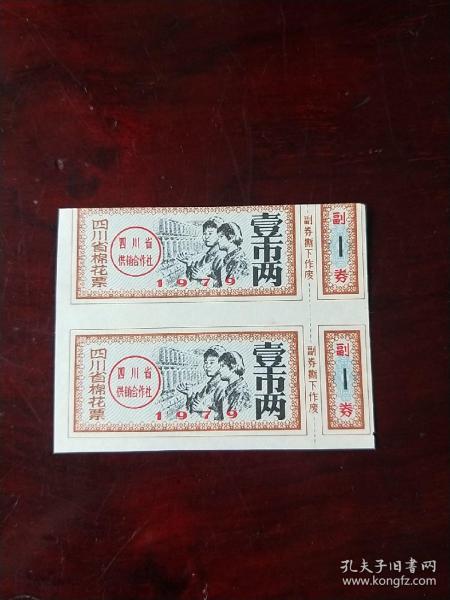 四川省棉花票
四川省
供销合作社
1979
壹市两
副券撕下作废
副
1
券
四川省棉花票
四川省
供销合作社
1979
壹市两
副券撕下作废
副
1
券
孔夫子旧书网
www.kongfz.com